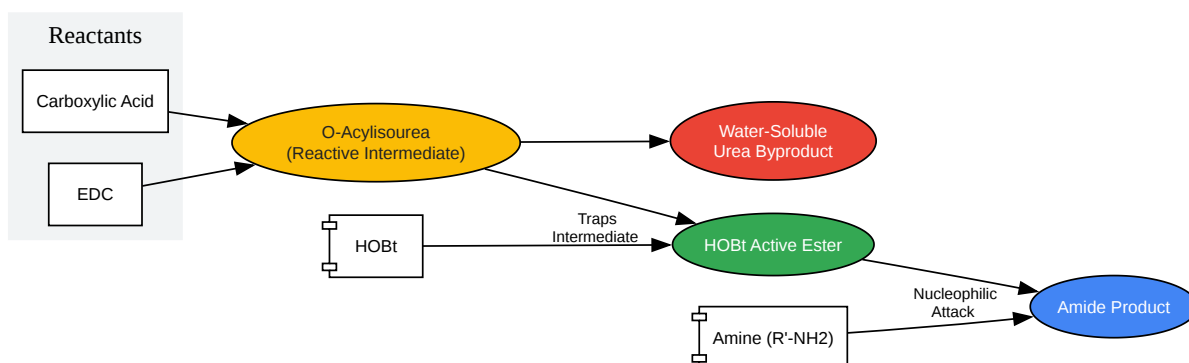 Reactants
Carboxylic Acid
EDC
O-Acylisourea
(Reactive Intermediate)
Water-Soluble
Urea Byproduct
HOBt
Traps
Intermediate
HOBt Active Ester
Amine (R'-NH2)
Nucleophilic
Attack
Amide Product